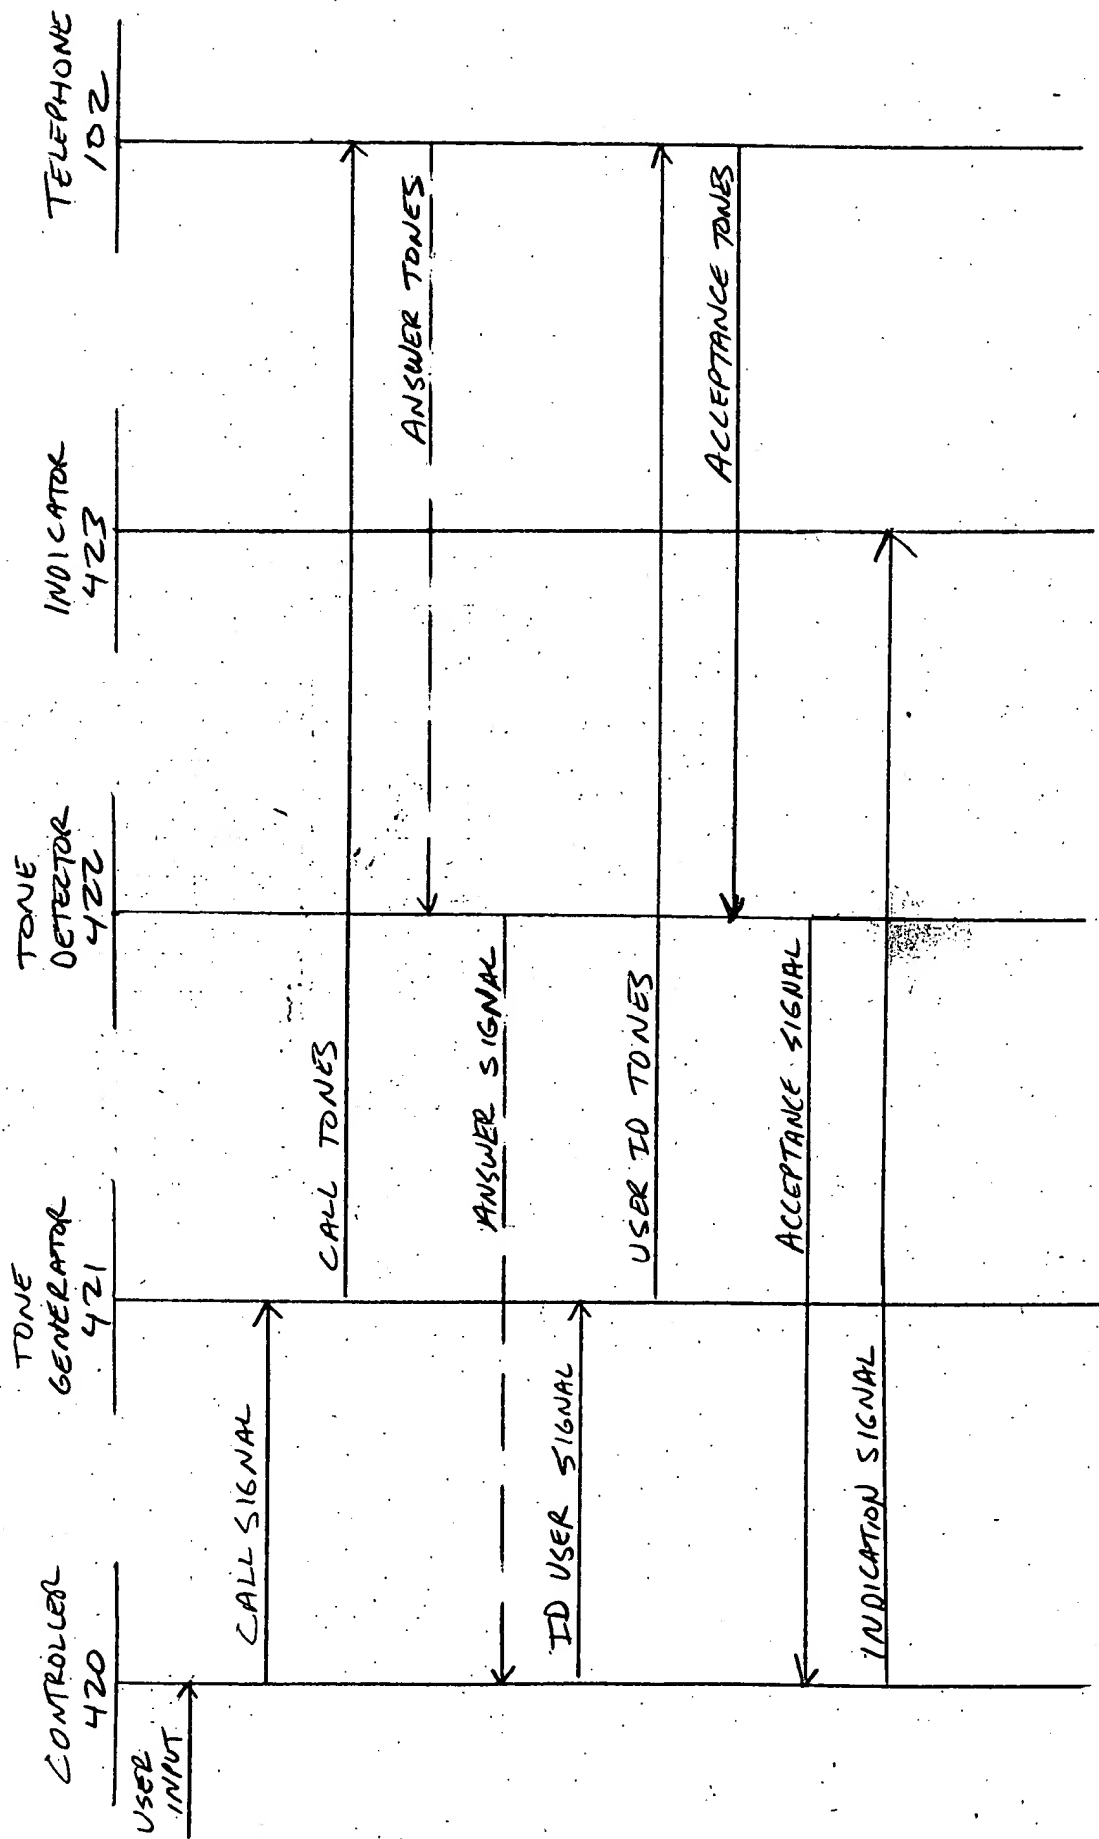 CONTROLLER
420
TONE
GENERATOR
421
TONE
DETECTOR
422
INDICATOR
423
TELEPHONE
102
USER
INPUT
CALL SIGNAL
CALL TONES
ANSWER TONES
ANSWER SIGNAL
ID USER SIGNAL
USER ID TONES
ACCEPTANCE TONES
ACCEPTANCE SIGNAL
INDICATION SIGNAL